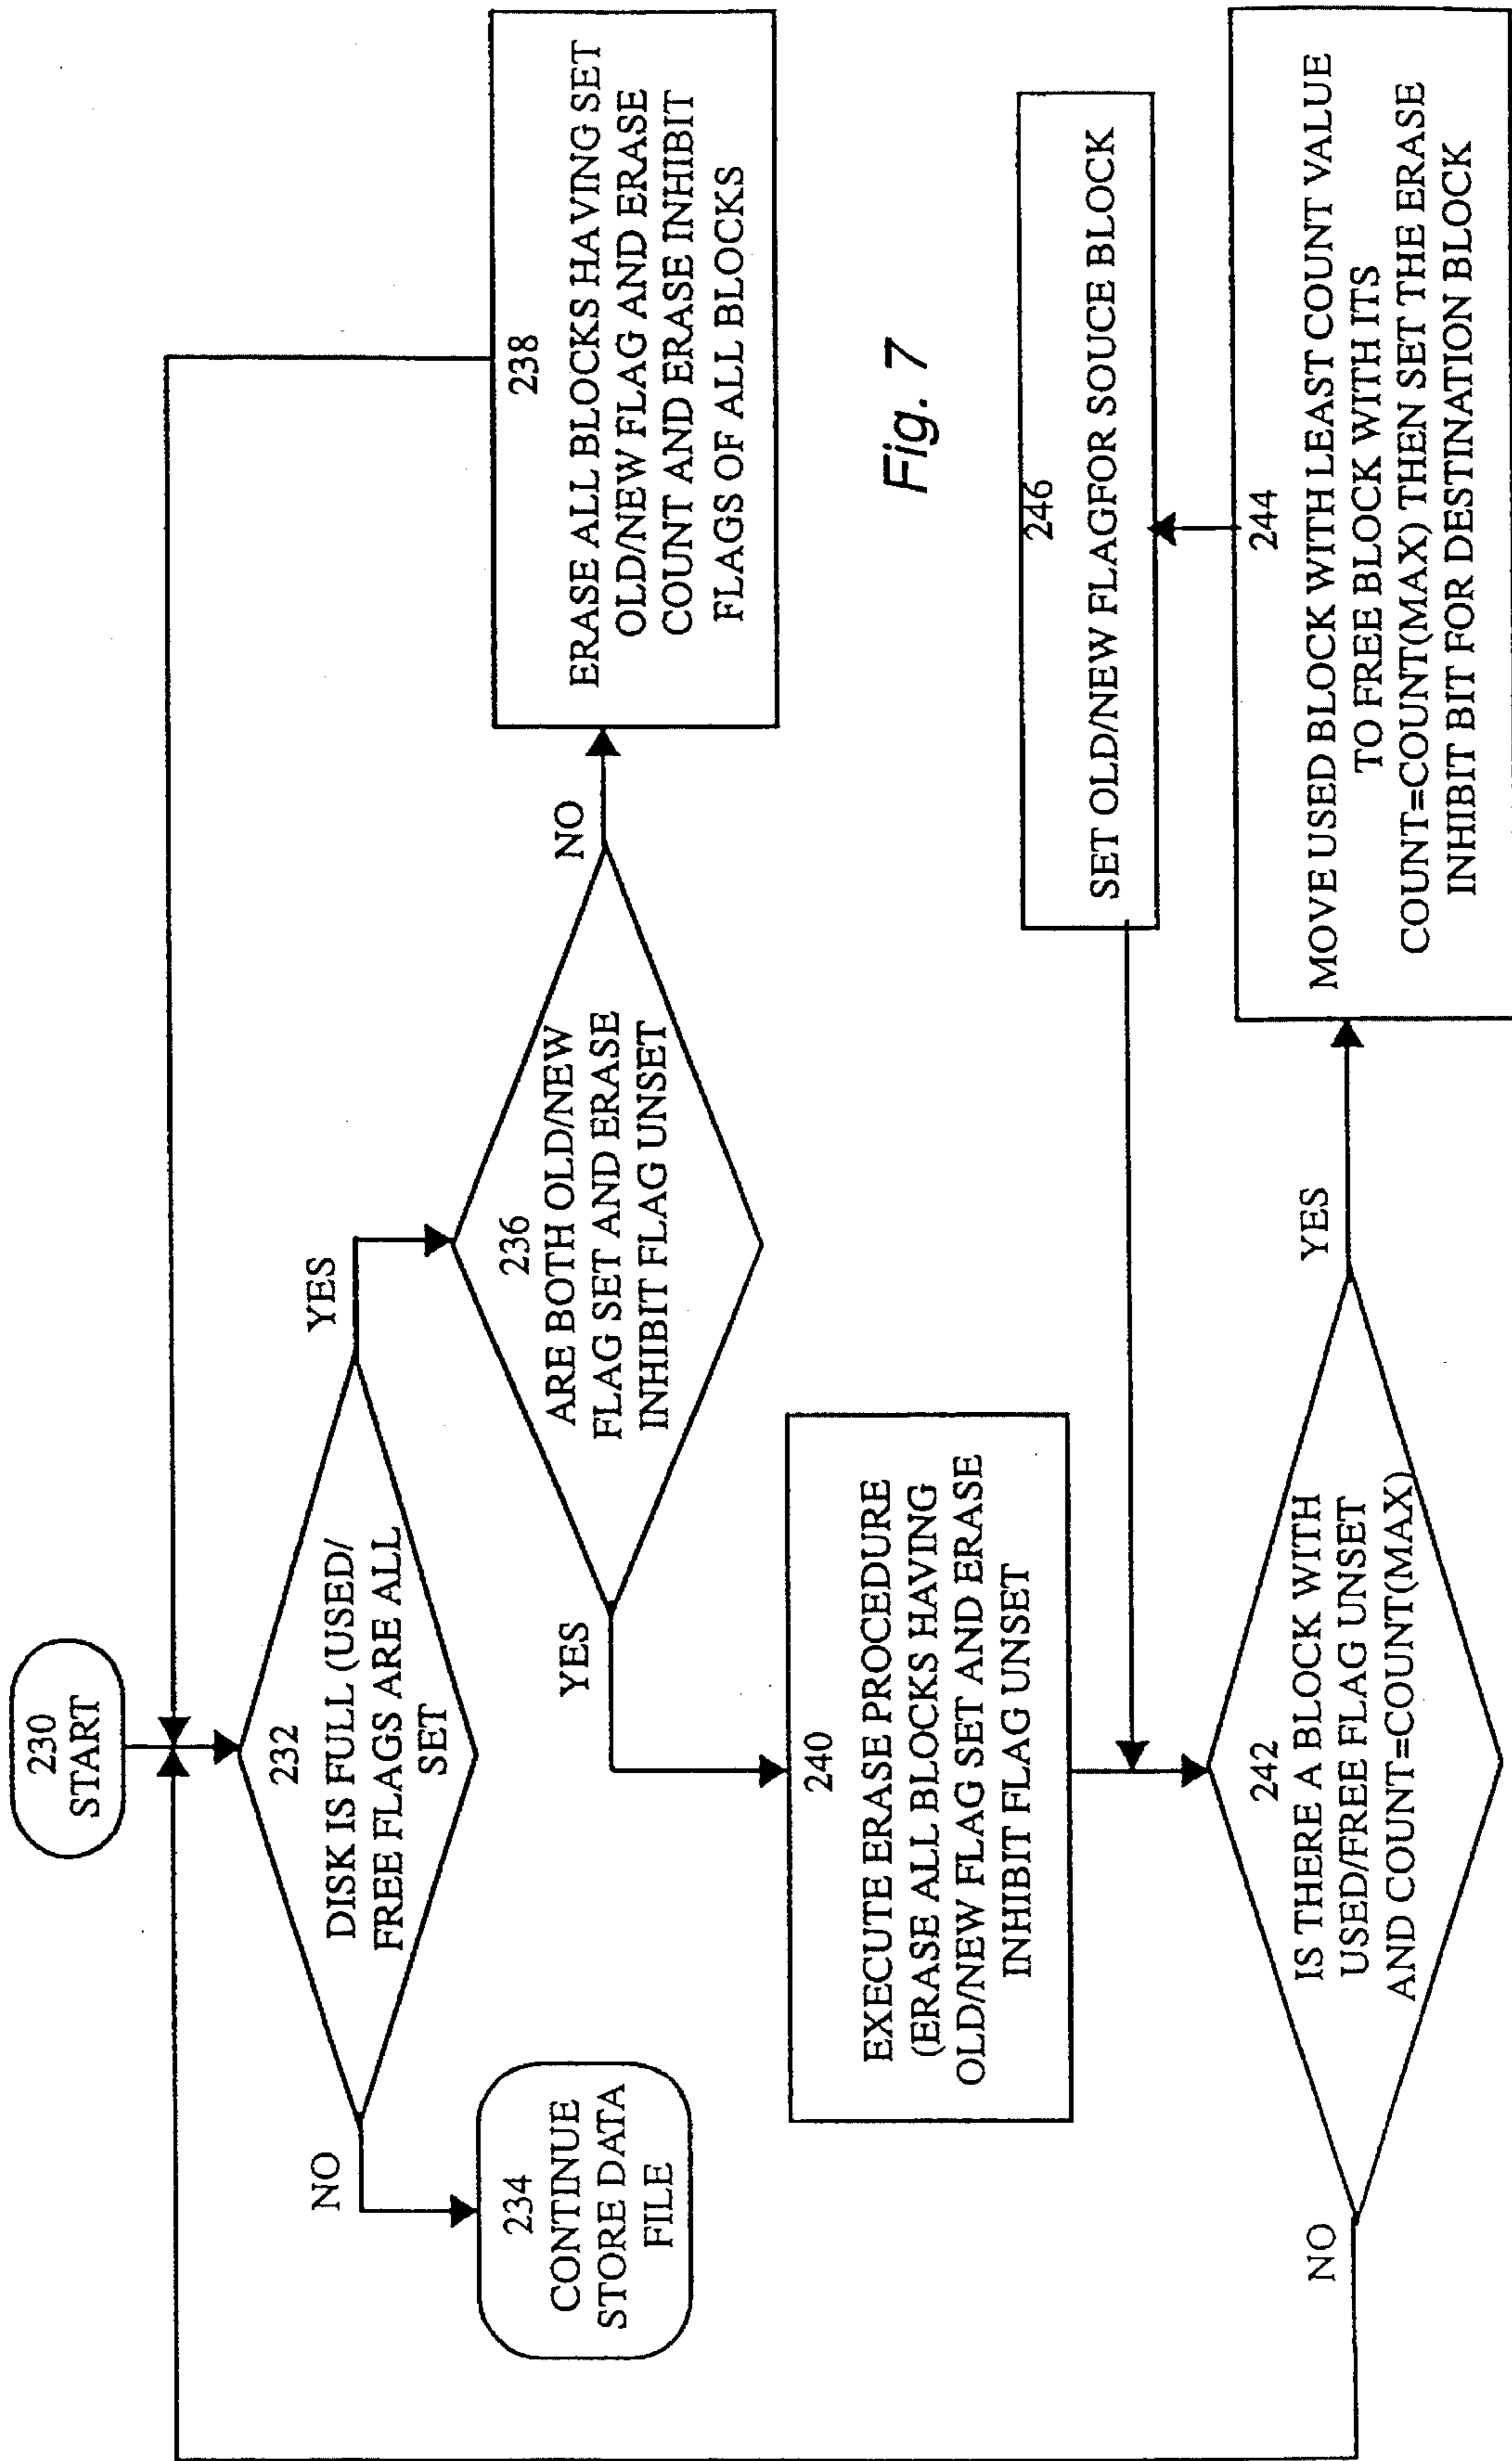 230
START
232
DISK IS FULL (USED/
FREE FLAGS ARE ALL
SET
NO
YES
234
CONTINUE
STORE DATA
FILE
236
ARE BOTH OLD/NEW
FLAG SET AND ERASE
INHIBIT FLAG UNSET
YES
NO
238
ERASE ALL BLOCKS HAVING SET
OLD/NEW FLAG AND ERASE
COUNT AND ERASE INHIBIT
FLAGS OF ALL BLOCKS
240
EXECUTE ERASE PROCEDURE
(ERASE ALL BLOCKS HAVING
OLD/NEW FLAG SET AND ERASE
INHIBIT FLAG UNSET
242
IS THERE A BLOCK WITH
USED/FREE FLAG UNSET
AND COUNT=COUNT(MAX)
NO
YES
244
MOVE USED BLOCK WITH LEAST COUNT VALUE
TO FREE BLOCK WITH ITS
COUNT=COUNT(MAX) THEN SET THE ERASE
INHIBIT BIT FOR DESTINATION BLOCK
246
SET OLD/NEW FLAGFOR SOUCE BLOCK
Fig. 7